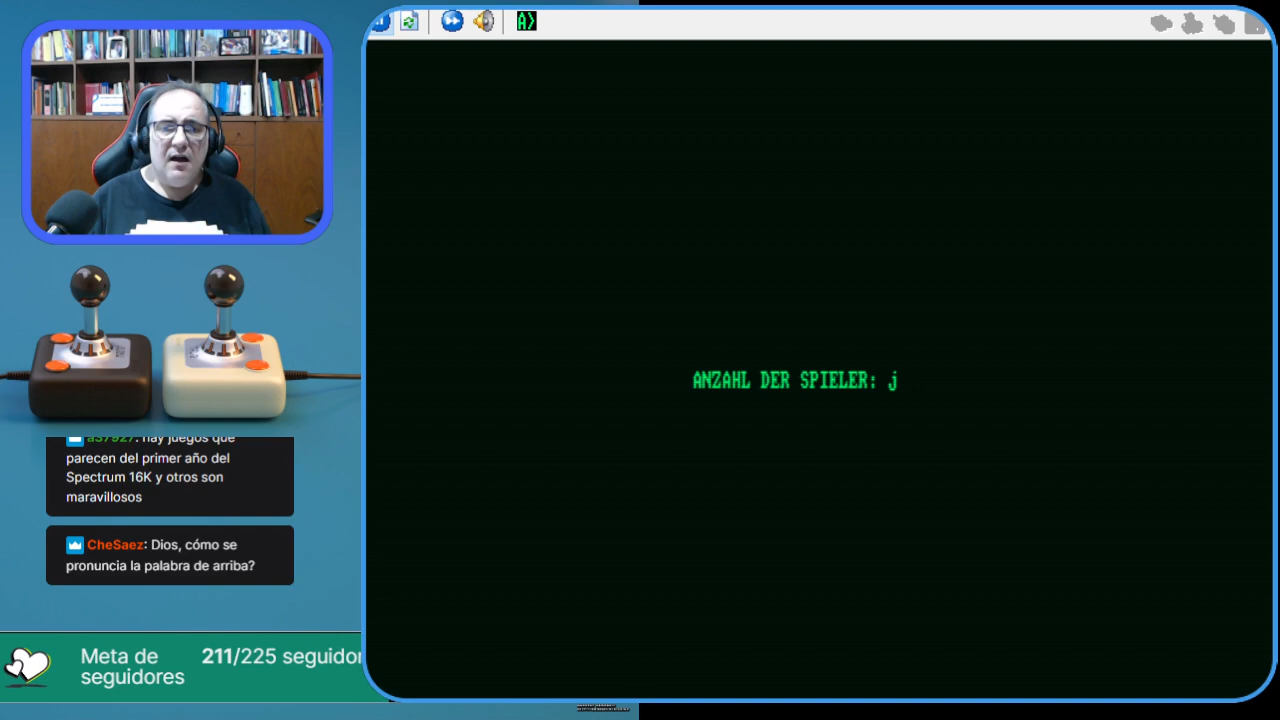 A>
ANZAHL DER SPIELER: j
a37927: hay juegos que
parecen del primer año del
Spectrum 16K y otros son
maravillosos
CheSaez: Dios, cómo se
pronuncia la palabra de arriba?
Meta de
seguidores
211/225 seguidor